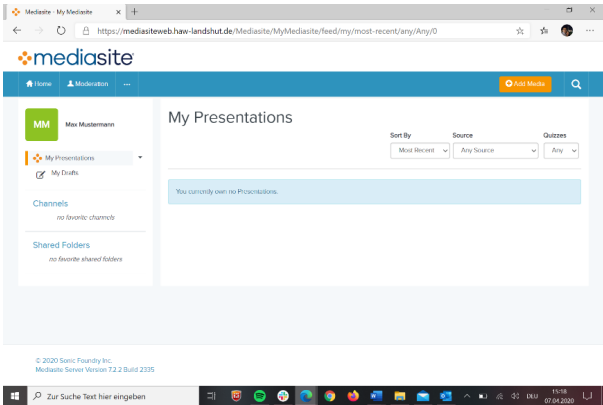 Mediasite - My Mediasite
https://mediasiteweb.haw-landshut.de/Mediasite/MyMediasite/feed/my/most-recent/any/Any/0
mediasite
Home Moderation ... Add Media
MM Max Mustermann
My Presentations
My Drafts
Channels
no favorite channels
Shared Folders
no favorite shared folders
My Presentations
Sort By Source Quizzes
Most Recent Any Source Any
You currently own no Presentations.
© 2020 Sonic Foundry Inc.
Mediasite Server Version 7.2.2 Build 2335
Zur Suche Text hier eingeben
DEU
15:18
07.04.2020